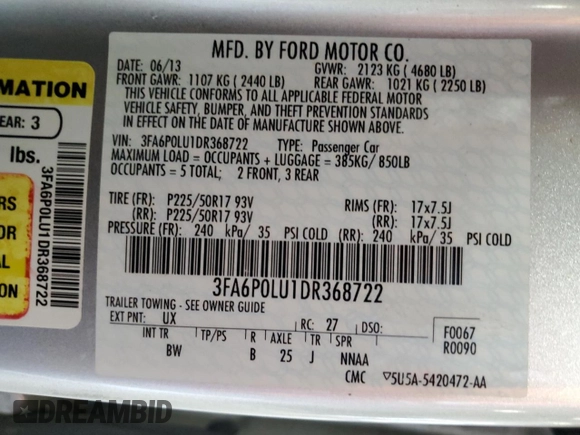 MFD. BY FORD MOTOR CO.
DATE: 06/13 GVWR: 2123 KG ( 4680 LB)
FRONT GAWR: 1107 KG ( 2440 LB) REAR GAWR: 1021 KG ( 2250 LB)
THIS VEHICLE CONFORMS TO ALL APPLICABLE FEDERAL MOTOR
VEHICLE SAFETY, BUMPER, AND THEFT PREVENTION STANDARDS
IN EFFECT ON THE DATE OF MANUFACTURE SHOWN ABOVE.
VIN: 3FA6P0LU1DR368722 TYPE: Passenger Car
MAXIMUM LOAD = OCCUPANTS + LUGGAGE = 385KG/ 850LB
OCCUPANTS = 5 TOTAL; 2 FRONT, 3 REAR
TIRE (FR): P225/50R17 93V RIMS (FR): 17x7.5J
(RR): P225/50R17 93V (RR): 17x7.5J
PRESSURE (FR): 240 kPa/ 35 PSI COLD (RR): 240 kPa/ 35 PSI COLD
3FA6P0LU1DR368722
TRAILER TOWING - SEE OWNER GUIDE
EXT PNT: UX RC: 27 DSO:
F0067
R0090
INT TR TP/PS R AXLE TR SPR
BW B 25 J NNAA
CMC ▽5U5A-5420472-AA
RMATION
EAR: 3
lbs.
RS
OR
AL
ON
3FA6P0LU1DR368722
DREAMBID